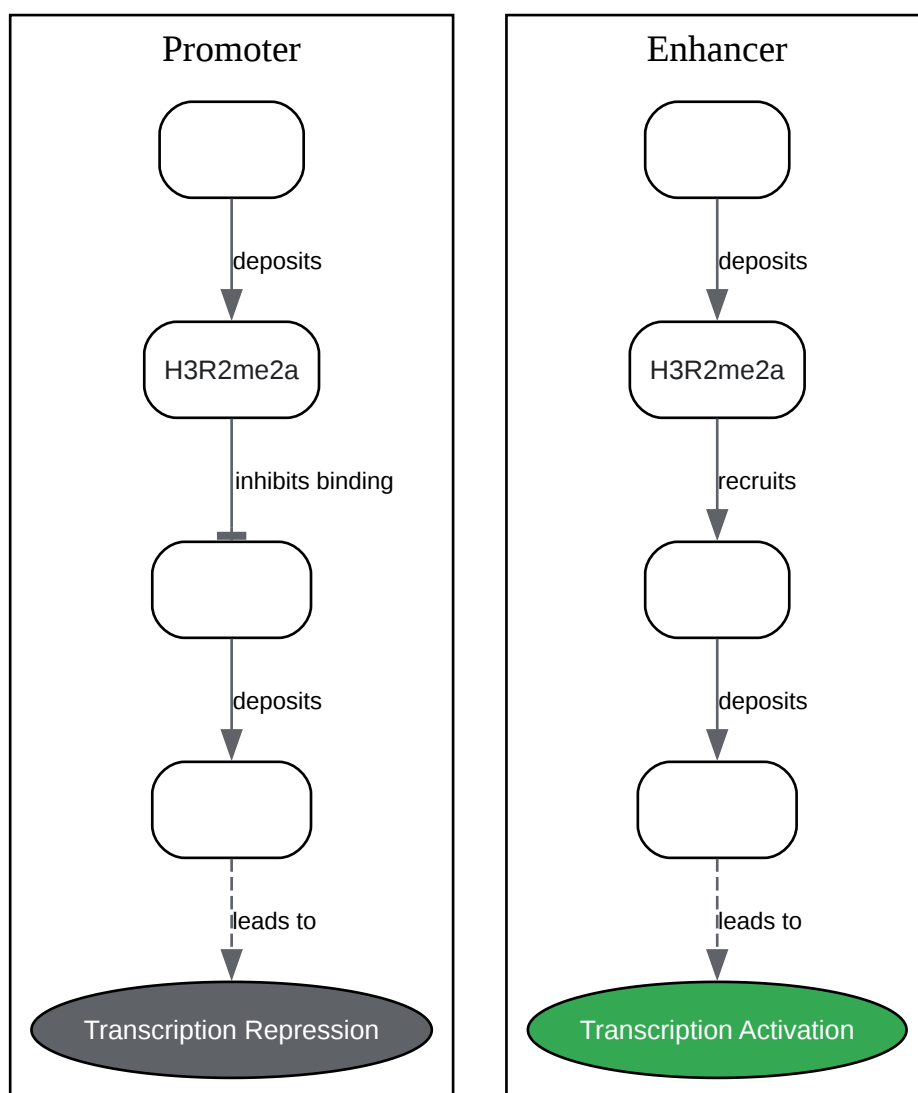 Promoter
deposits
H3R2me2a
inhibits binding
deposits
leads to
Transcription Repression
Enhancer
deposits
H3R2me2a
recruits
deposits
leads to
Transcription Activation